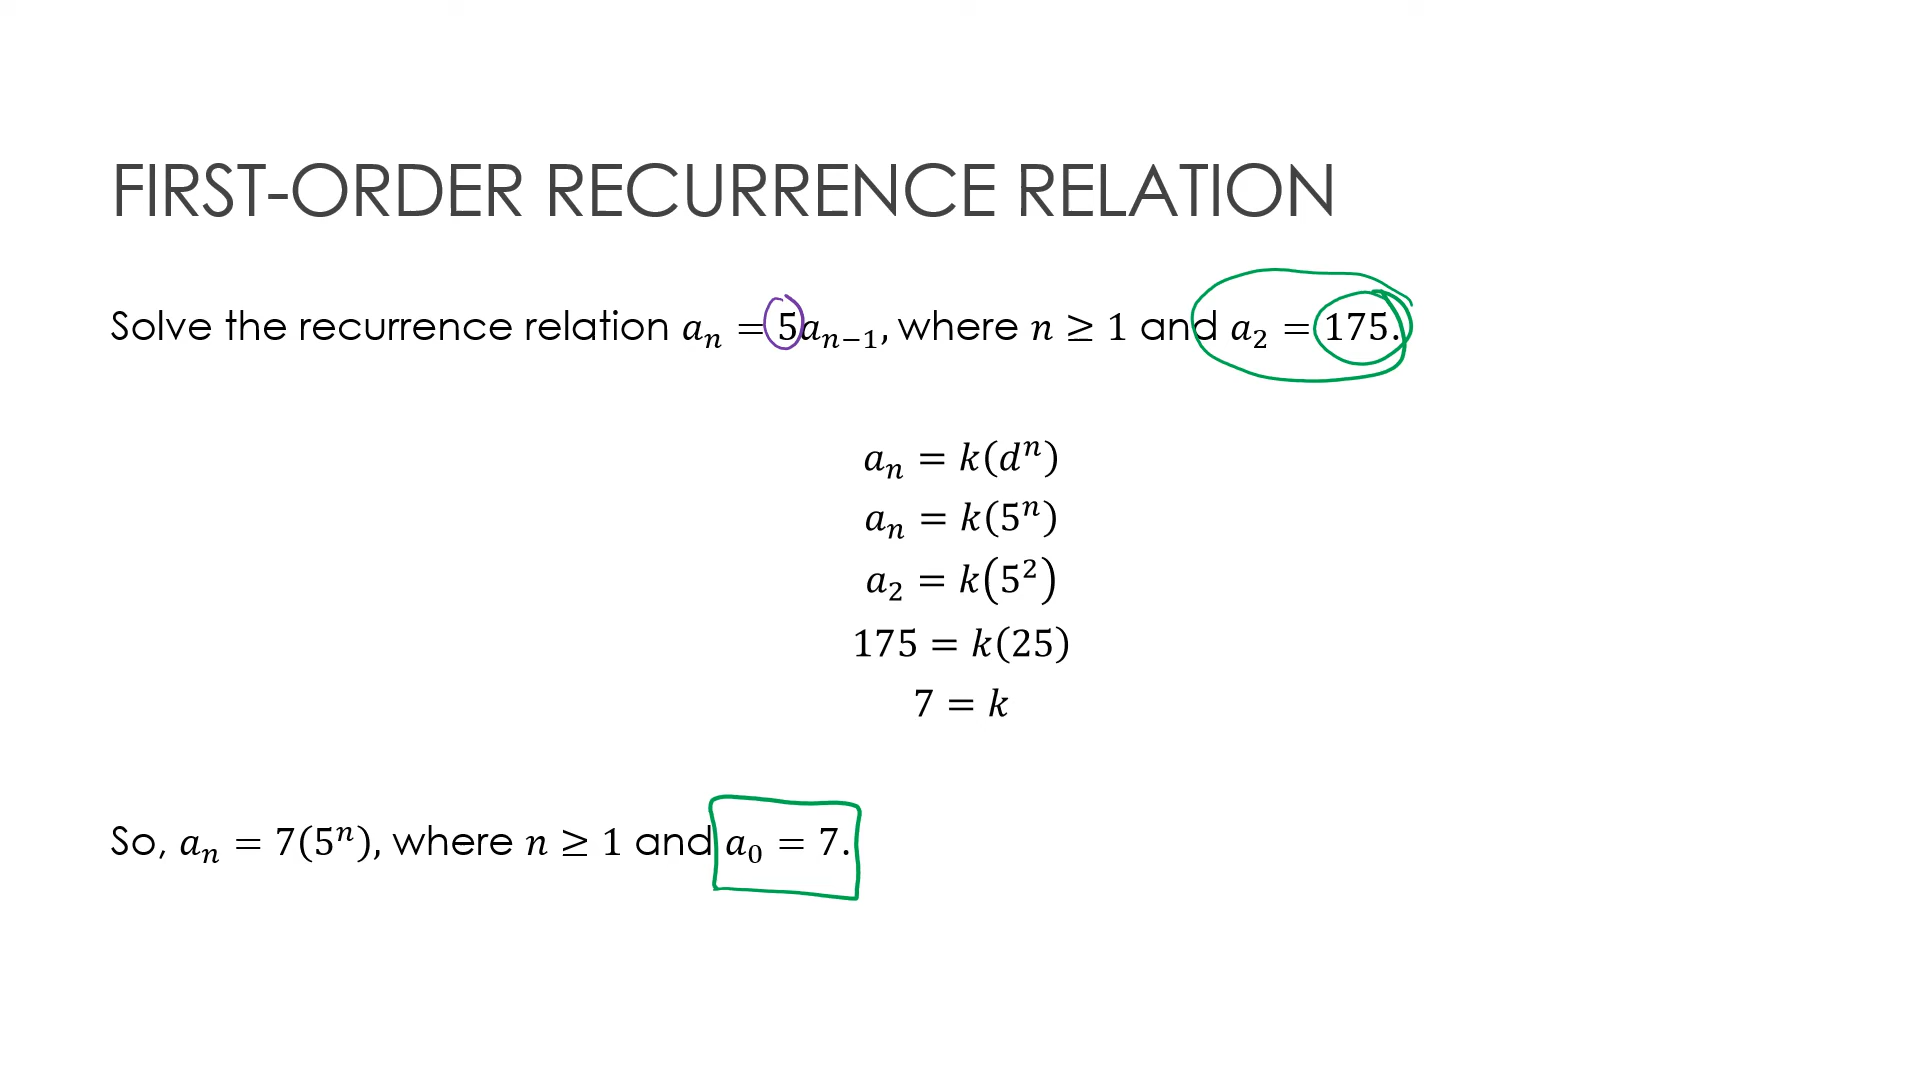 FIRST-ORDER RECURRENCE RELATION
Solve the recurrence relation aₙ = 5aₙ₋₁, where n ≥ 1 and a₂ = 175.
aₙ = k(dⁿ)
aₙ = k(5ⁿ)
a₂ = k(5²)
175 = k(25)
7 = k
So, aₙ = 7(5ⁿ), where n ≥ 1 and a₀ = 7.